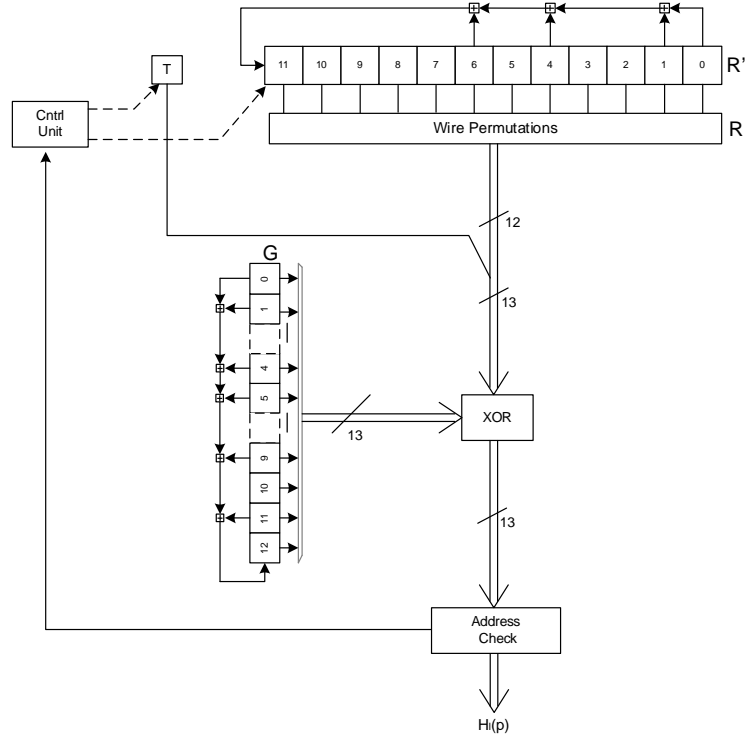 11 10 9 8 7 6 5 4 3 2 1 0 R'
T
Cntrl
Unit
Wire Permutations R
12
G
0
1
4
5
9
10
11
12
13
13
XOR
13
Address
Check
Hl(p)